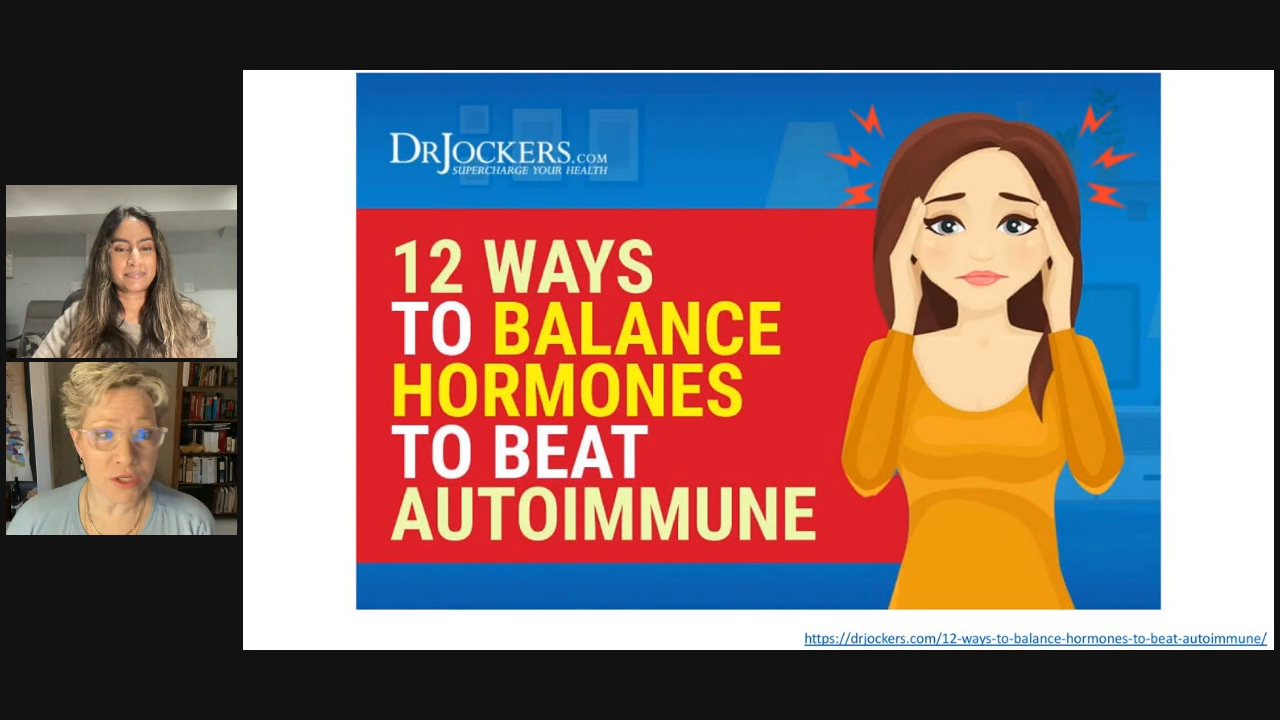 DRJOCKERS.COM
SUPERCHARGE YOUR HEALTH
12 WAYS
TO BALANCE
HORMONES
TO BEAT
AUTOIMMUNE
https://drjockers.com/12-ways-to-balance-hormones-to-beat-autoimmune/